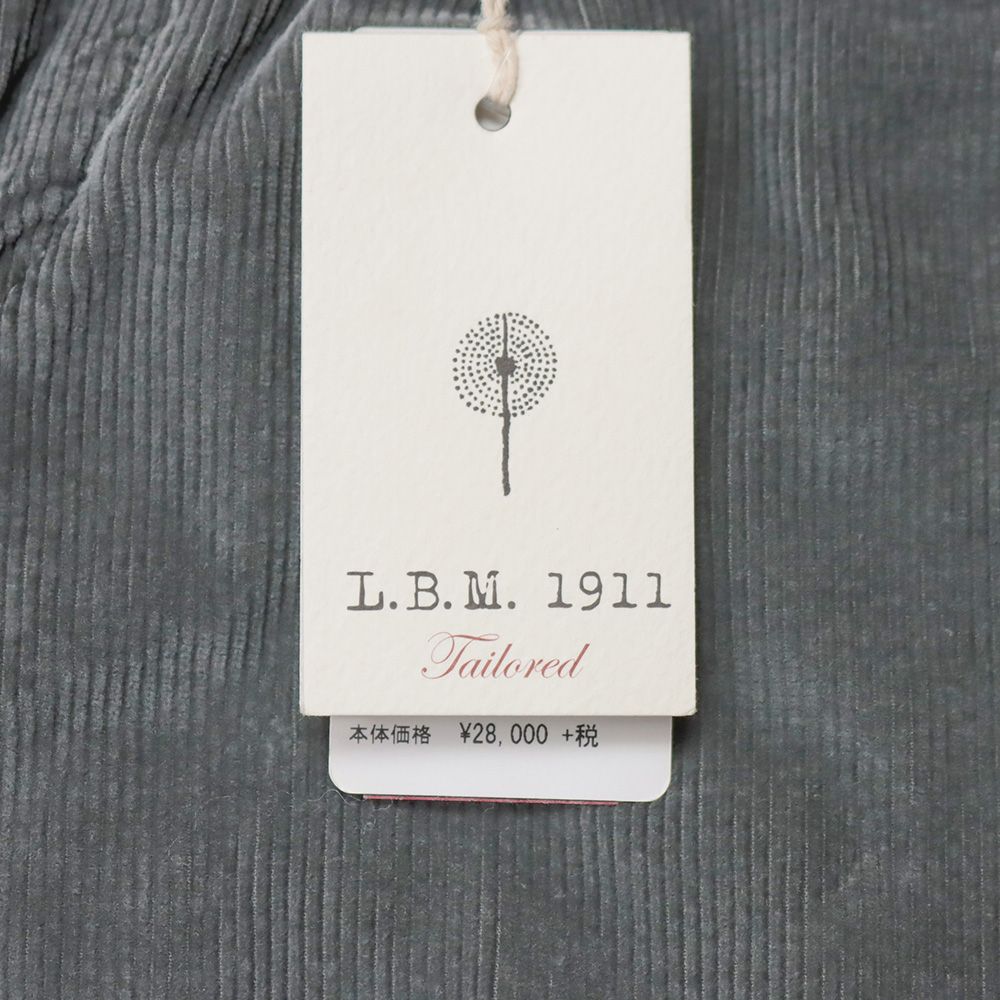 L.B.M. 1911
Tailored
本体価格 ¥28,000 +税